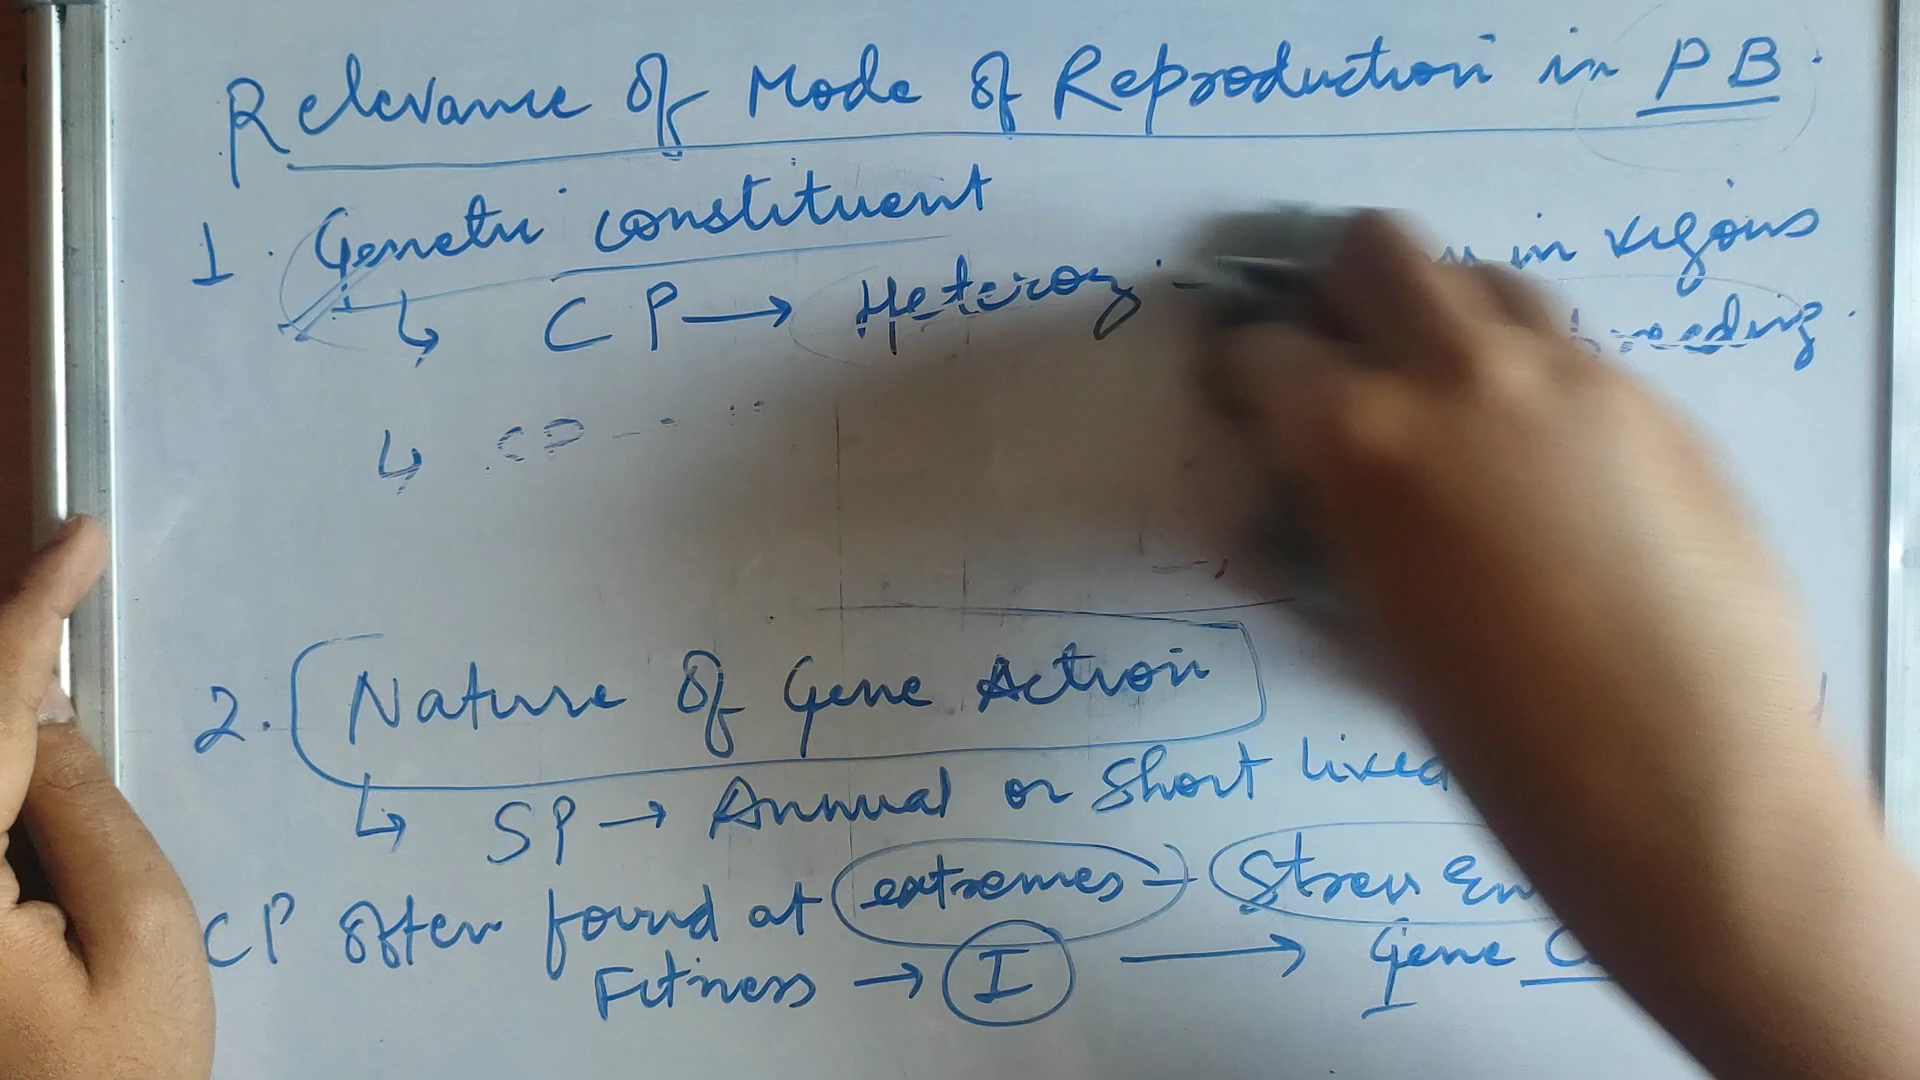 Relevance of Mode of Reproduction in PB.
1. Genetic constituent
in vigous
↳ CP → Heterozy.
breeding.
↳ CP
2. Nature of Gene Action
↳ SP → Annual or Short lived
CP often found at extremes → Stress En
Fitness → I → Gene